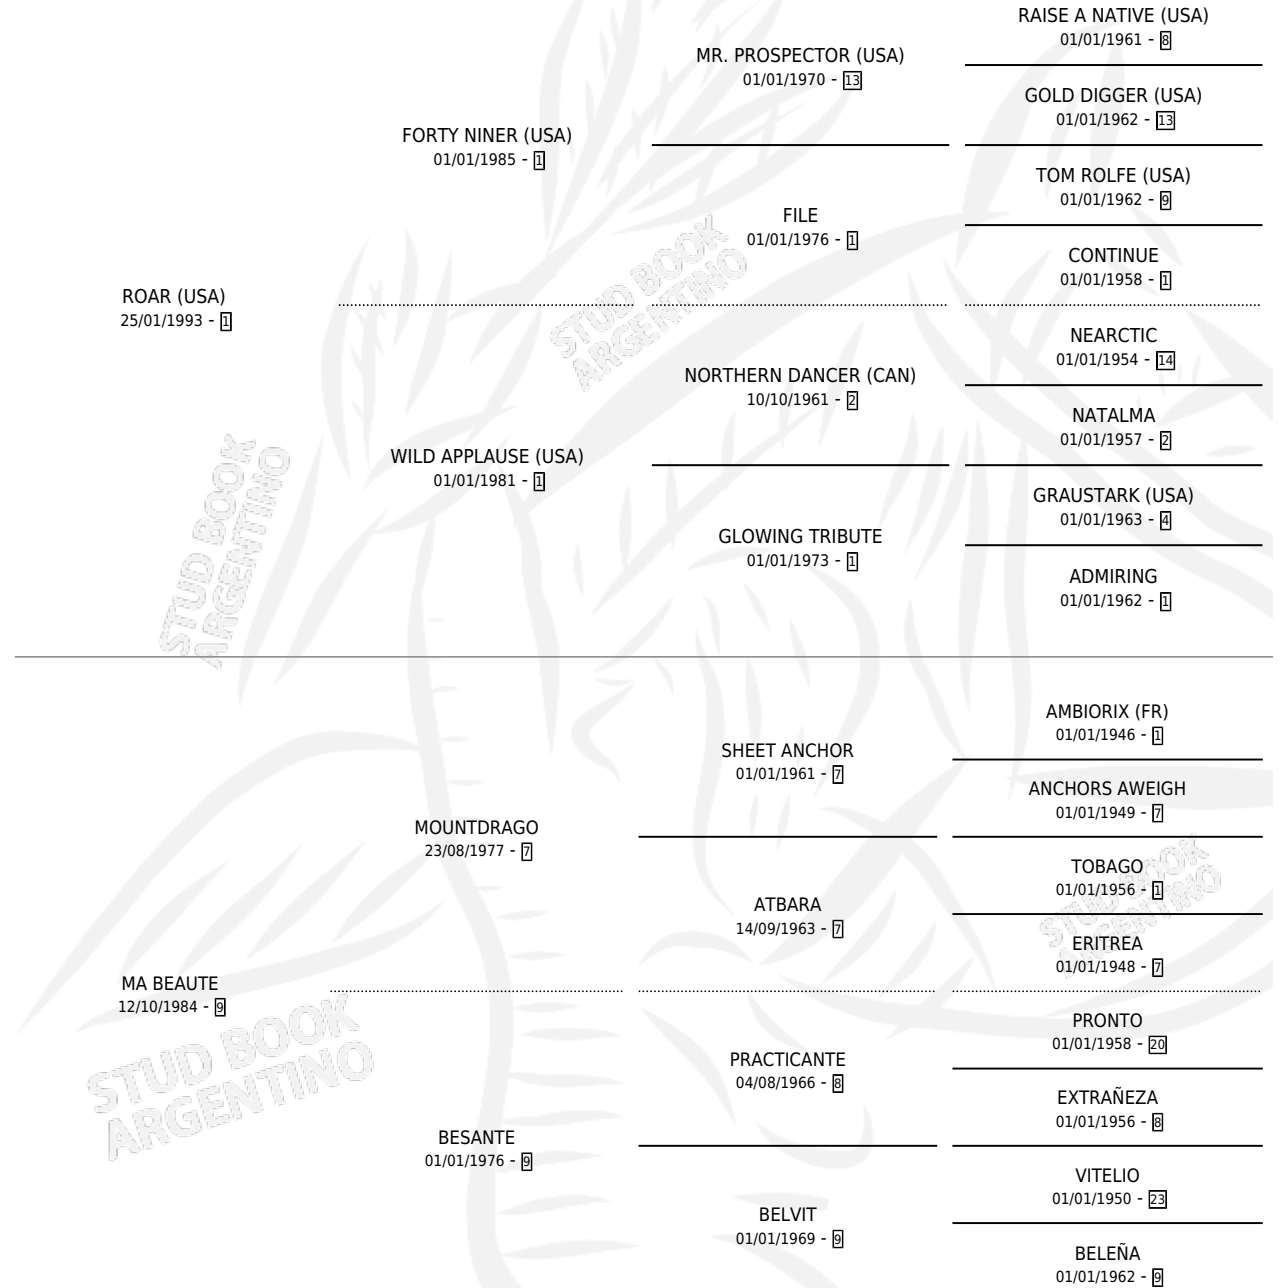 RAISE A NATIVE (USA)
01/01/1961 - 8
MR. PROSPECTOR (USA)
01/01/1970 - 13
GOLD DIGGER (USA)
01/01/1962 - 13
FORTY NINER (USA)
01/01/1985 - 1
TOM ROLFE (USA)
01/01/1962 - 9
FILE
01/01/1976 - 1
CONTINUE
01/01/1958 - 1
ROAR (USA)
25/01/1993 - 1
NEARCTIC
01/01/1954 - 14
NORTHERN DANCER (CAN)
10/10/1961 - 2
NATALMA
01/01/1957 - 2
WILD APPLAUSE (USA)
01/01/1981 - 1
GRAUSTARK (USA)
01/01/1963 - 4
GLOWING TRIBUTE
01/01/1973 - 1
ADMIRING
01/01/1962 - 1
STUD BOOK
ARGENTINO
STUD BOOK
ARGENTINO
AMBIORIX (FR)
01/01/1946 - 1
SHEET ANCHOR
01/01/1961 - 7
ANCHORS AWEIGH
01/01/1949 - 7
MOUNTDRAGO
23/08/1977 - 7
TOBAGO
01/01/1956 - 1
ATBARA
14/09/1963 - 7
ERITREA
01/01/1948 - 7
MA BEAUTE
12/10/1984 - 9
PRONTO
01/01/1958 - 20
PRACTICANTE
04/08/1966 - 8
EXTRAÑEZA
01/01/1956 - 8
BESANTE
01/01/1976 - 9
VITELIO
01/01/1950 - 23
BELVIT
01/01/1969 - 9
BELEÑA
01/01/1962 - 9
STUD BOOK
ARGENTINO
STUD BOOK
ARGENTINO